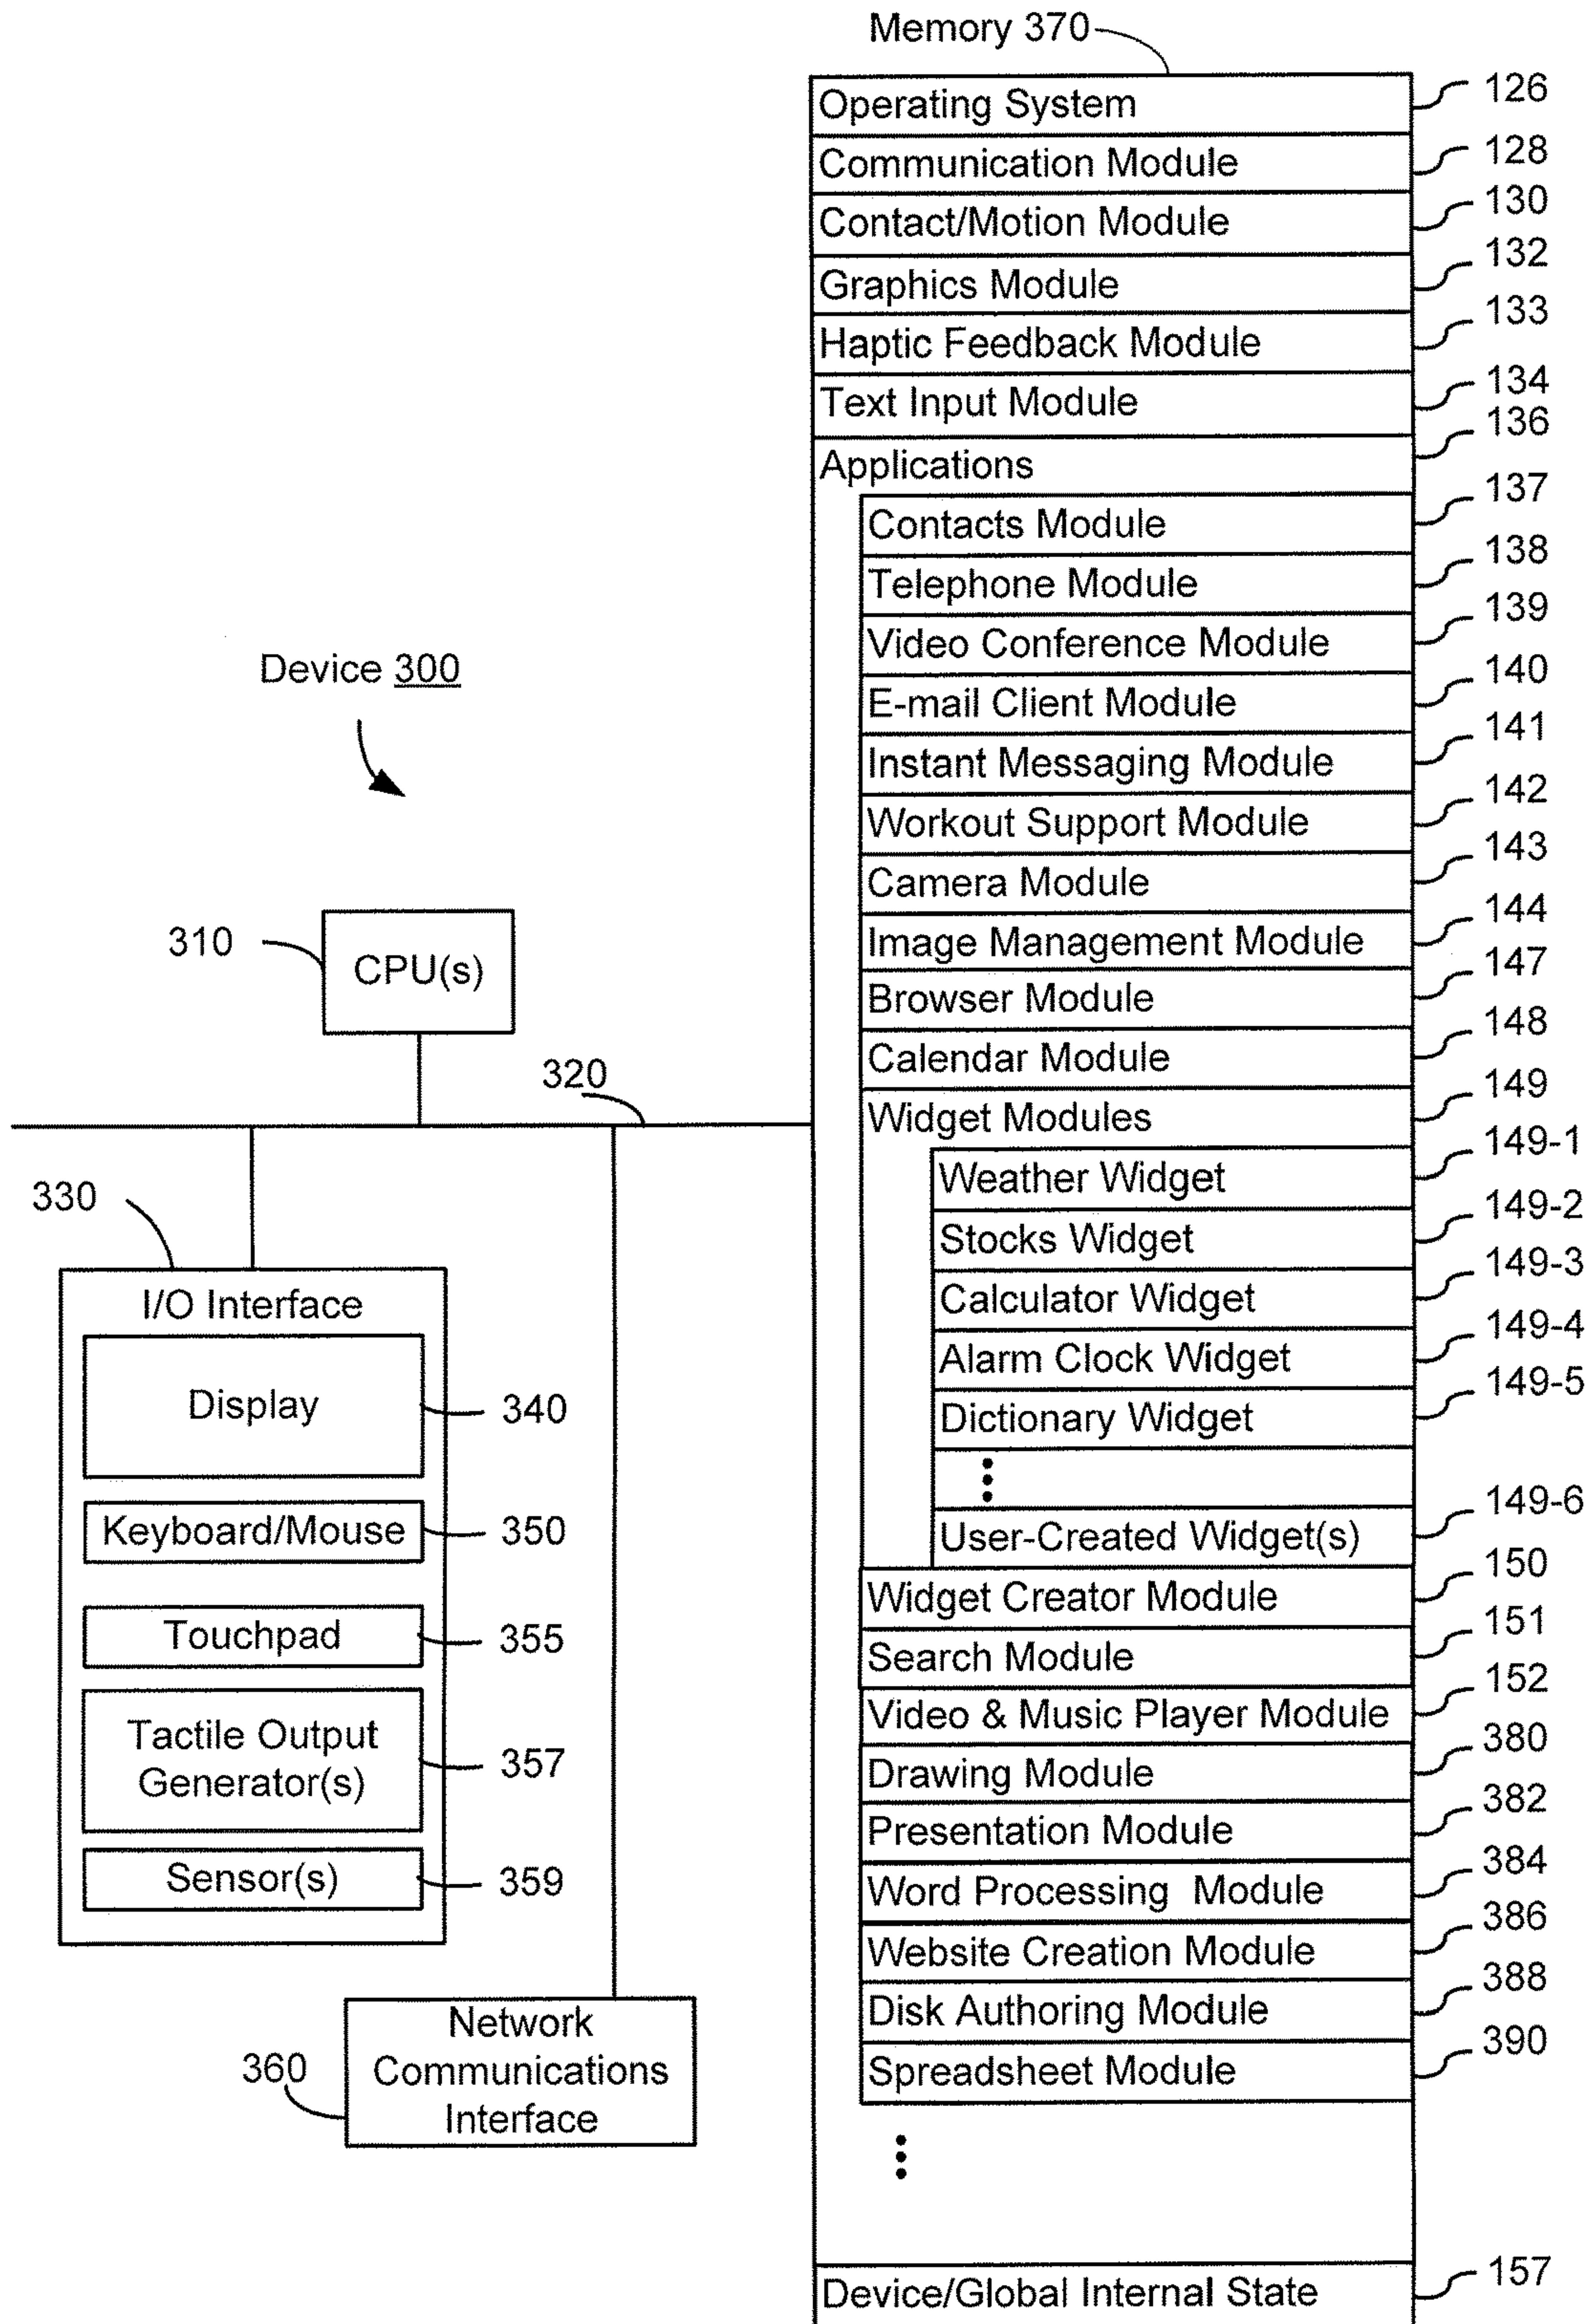 Memory 370
Operating System 126
Communication Module 128
Contact/Motion Module 130
Graphics Module 132
Haptic Feedback Module 133
Text Input Module 134
Applications 136
Contacts Module 137
Telephone Module 138
Video Conference Module 139
E-mail Client Module 140
Instant Messaging Module 141
Workout Support Module 142
Camera Module 143
Image Management Module 144
Browser Module 147
Calendar Module 148
Widget Modules 149
Weather Widget 149-1
Stocks Widget 149-2
Calculator Widget 149-3
Alarm Clock Widget 149-4
Dictionary Widget 149-5
User-Created Widget(s) 149-6
Widget Creator Module 150
Search Module 151
Video & Music Player Module 152
Drawing Module 380
Presentation Module 382
Word Processing Module 384
Website Creation Module 386
Disk Authoring Module 388
Spreadsheet Module 390
Device/Global Internal State 157
Device 300
310
CPU(s)
320
330
I/O Interface
Display 340
Keyboard/Mouse 350
Touchpad 355
Tactile Output
Generator(s) 357
Sensor(s) 359
360
Network
Communications
Interface